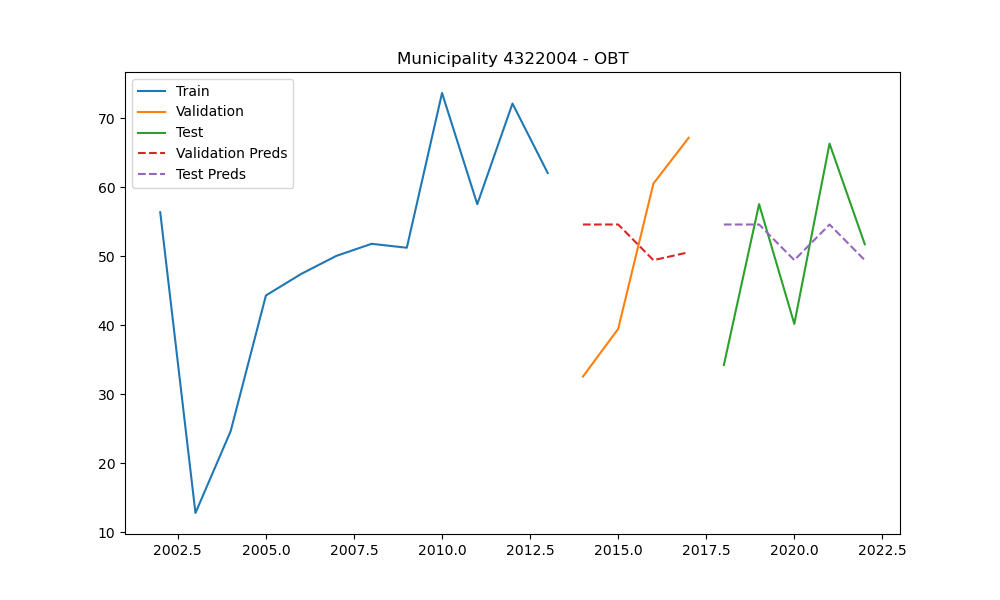 Municipality 4322004 - OBT
Train
Validation
Test
Validation Preds
Test Preds
70
60
50
40
30
20
10
2002.5 2005.0 2007.5 2010.0 2012.5 2015.0 2017.5 2020.0 2022.5